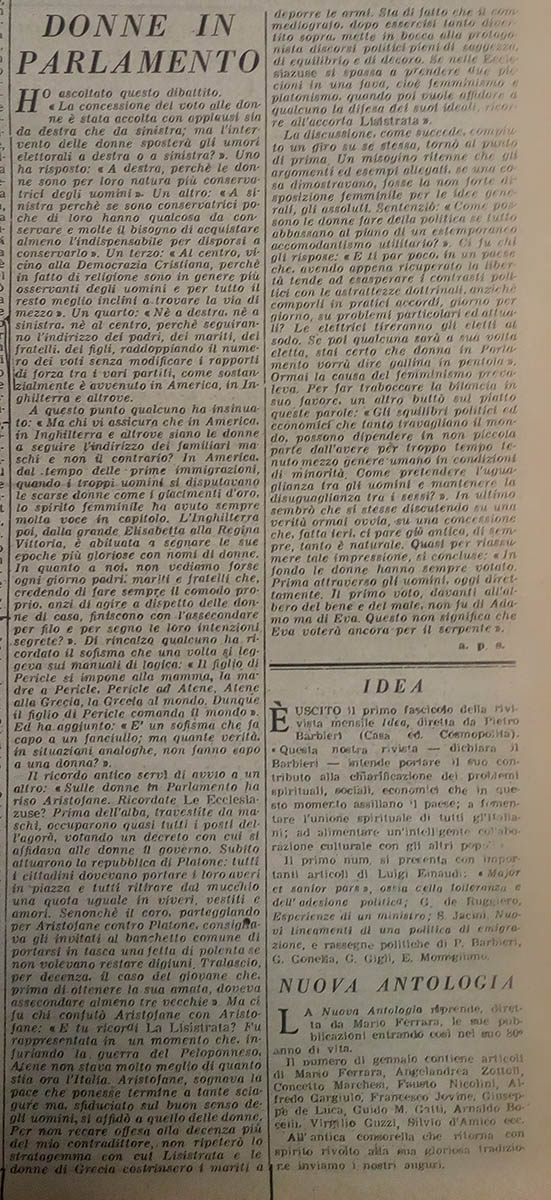 DONNE IN
PARLAMENTO
HO ascoltato questo dibattito.
« La concessione del voto alle don-
ne è stata accolta con applausi sia
da destra che da sinistra; ma l'inter-
vento delle donne sposterà gli umori
elettorali a destra o a sinistra? ». Uno
ha risposto: « A destra, perchè le don-
ne sono per loro natura più conserva-
trici degli uomini ». Un altro: « A si-
nistra perchè se sono conservatrici po-
che di loro hanno qualcosa da con-
servare e molte il bisogno di acquistare
almeno l'indispensabile per disporsi a
conservarlo ». Un terzo: « Al centro, vi-
cino alla Democrazia Cristiana, perchè
in fatto di religione sono in genere più
osservanti degli uomini e per tutto il
resto meglio inclini a trovare la via di
mezzo ». Un quarto: « Nè a destra, nè a
sinistra, nè al centro, perchè seguiran-
no l'indirizzo dei padri, dei mariti, dei
fratelli, dei figli, raddoppiando il nume-
ro dei voti senza modificare i rapporti
di forza tra i vari partiti, come sostan-
zialmente è avvenuto in America, in In-
ghilterra e altrove.
A questo punto qualcuno ha insinua-
to: « Ma chi vi assicura che in America,
in Inghilterra e altrove siano le donne
a seguire l'indirizzo dei familiari ma-
schi e non il contrario? In America,
dal tempo delle prime immigrazioni,
quando i troppi uomini si disputavano
le scarse donne come i giacimenti d'oro,
lo spirito femminile ha avuto sempre
molta voce in capitolo. L'Inghilterra
poi, dalla grande Elisabetta alla Regina
Vittoria, è abituata a segnare le sue
epoche più gloriose con nomi di donne.
In quanto a noi, non vediamo forse
ogni giorno padri, mariti e fratelli che,
credendo di fare sempre il comodo pro-
prio, anzi di agire a dispetto delle don-
ne di casa, finiscono con l'assecondare
per filo e per segno le loro intenzioni
segrete? ». Di rincalzo qualcuno ha ri-
cordato il sofisma che una volta si leg-
geva sui manuali di logica: « Il figlio di
Pericle si impone alla mamma, la ma-
dre a Pericle, Pericle ad Atene, Atene
alla Grecia, la Grecia al mondo. Dunque
il figlio di Pericle comanda il mondo ».
Ed ha aggiunto: « E' un sofisma che fa
capo a un fanciullo; ma quante verità,
in situazioni analoghe, non fanno capo
a una donna? ».
Il ricordo antico servì di avvio a un
altro: « Sulle donne in Parlamento ha
riso Aristofane. Ricordate Le Ecclesia-
zuse? Prima dell'alba, travestite da ma-
schi, occuparono quasi tutti i posti del-
l'agorà, votando un decreto con cui si
affidava alle donne il governo. Subito
attuarono la repubblica di Platone: tutti
i cittadini dovevano portare i loro averi
in piazza e tutti ritirare dal mucchio
una quota uguale in viveri, vestiti e
amori. Senonchè il coro, parteggiando
per Aristofane contro Platone, consiglia-
va gli invitati al banchetto comune di
portarsi in tasca una fetta di polenta se
non volevano restare digiuni. Tralascio,
per decenza, il caso del giovane che,
prima di ottenere la sua amata, doveva
assecondare almeno tre vecchie ». Ma ci
fu chi confutò Aristofane con Aristo-
fane: « E tu ricordi La Lisistrata? Fu
rappresentata in un momento che, in-
furiando la guerra del Peloponneso,
Atene non stava molto meglio di quanto
stia ora l'Italia. Aristofane, sognava la
pace che ponesse termine a tante scia-
gure ma, sfiduciato sul buon senso de-
gli uomini, si affidò a quello delle donne.
Per non recare offesa alla decenza più
del mio contradittore, non ripeterò lo
stratagemma con cui Lisistrata e le
donne di Grecia costrinsero i mariti a
deporre le armi. Sta di fatto che il com-
mediografo, dopo essercisi tanto diver-
tito sopra, mette in bocca alla protago-
nista discorsi politici pieni di saggezza,
di equilibrio e di decoro. Se nelle Eccle-
siazuse si spassa a prendere due pic-
cioni in una fava, cioè femminismo e
platonismo, quando poi vuole affidare a
qualcuno la difesa dei suoi ideali, ricor-
re all'accorta Lisistrata ».
La discussione, come succede, compiu-
to un giro su se stessa, tornò al punto
di prima. Un misogino ritenne che gli
argomenti ed esempi allegati, se una co-
sa dimostravano, fosse la non forte di-
sposizione femminile per le idee gene-
rali, gli assoluti. Sentenziò: « Come pos-
sono le donne fare della politica se tutto
abbassano al piano di un estemporaneo
accomodantismo utilitario? ». Ci fu chi
gli rispose: « E ti par poco, in un paese
che, avendo appena ricuperato la liber-
tà tende ad esasperare i contrasti poli-
tici con le astrattezze dottrinali, anzichè
comporli in pratici accordi, giorno per
giorno, su problemi particolari ed attua-
li? Le elettrici tireranno gli eletti al
sodo. Se poi qualcuna sarà a sua volta
eletta, stai certo che donna in Parla-
mento vorrà dire gallina in pentola ».
Ormai la causa del femminismo preva-
leva. Per far traboccare la bilancia in
suo favore, un altro buttò sul piatto
queste parole: « Gli squilibri politici ed
economici che tanto travagliano il mon-
do, possono dipendere in non piccola
parte dall'avere per troppo tempo te-
nuto mezzo genere umano in condizioni
di minorità. Come pretendere l'ugua-
glianza tra gli uomini e mantenere la
disuguaglianza tra i sessi? ». In ultimo
sembrò che si stesse discutendo su una
verità ormai ovvia, su una concessione
che, fatta ieri, ci pare già antica, di sem-
pre, tanto è naturale. Quasi per riassu-
mere tale impressione, si concluse: « In
fondo le donne hanno sempre votato.
Prima attraverso gli uomini, oggi diret-
tamente. Il primo voto, davanti all'al-
bero del bene e del male, non fu di Ada-
mo ma di Eva. Questo non significa che
Eva voterà ancora per il serpente ».
a. p. s.
IDEA
È USCITO il primo fascicolo della ri-
vista mensile Idea, diretta da Pietro
Barbieri (Casa ed. Cosmopolita).
« Questa nostra rivista — dichiara il
Barbieri — intende portare il suo con-
tributo alla chiarificazione dei problemi
spirituali, sociali, economici che in que-
sto momento assillano il paese; a fomen-
tare l'unione spirituale di tutti gl'Italia-
ni; ad alimentare un'intelligente collabo-
razione culturale con gli altri popoli ».
Il primo num. si presenta con impor-
tanti articoli di Luigi Einaudi: « Major
et sanior pars », ossia della tolleranza e
dell'adesione politica; G. de Ruggiero,
Esperienze di un ministro; S. Jacini, Nuo-
vi lineamenti di una politica di emigra-
zione, e rassegne politiche di P. Barbieri,
G. Gonella, G. Gigli, E. Momigliano.
NUOVA ANTOLOGIA
LA Nuova Antologia riprende, diret-
ta da Mario Ferrara, le sue pub-
blicazioni entrando così nel suo 80°
anno di vita.
Il numero di gennaio contiene articoli
di Mario Ferrara, Angelandrea Zottoli,
Concetto Marchesi, Fausto Nicolini, Al-
fredo Gargiulo, Francesco Jovine, Giusep-
pe de Luca, Guido M. Gatti, Arnaldo Bo-
celli, Virgilio Guzzi, Silvio d'Amico ecc.
All'antica consorella che ritorna con
spirito rivolto alla sua gloriosa tradizio-
ne inviamo i nostri auguri.